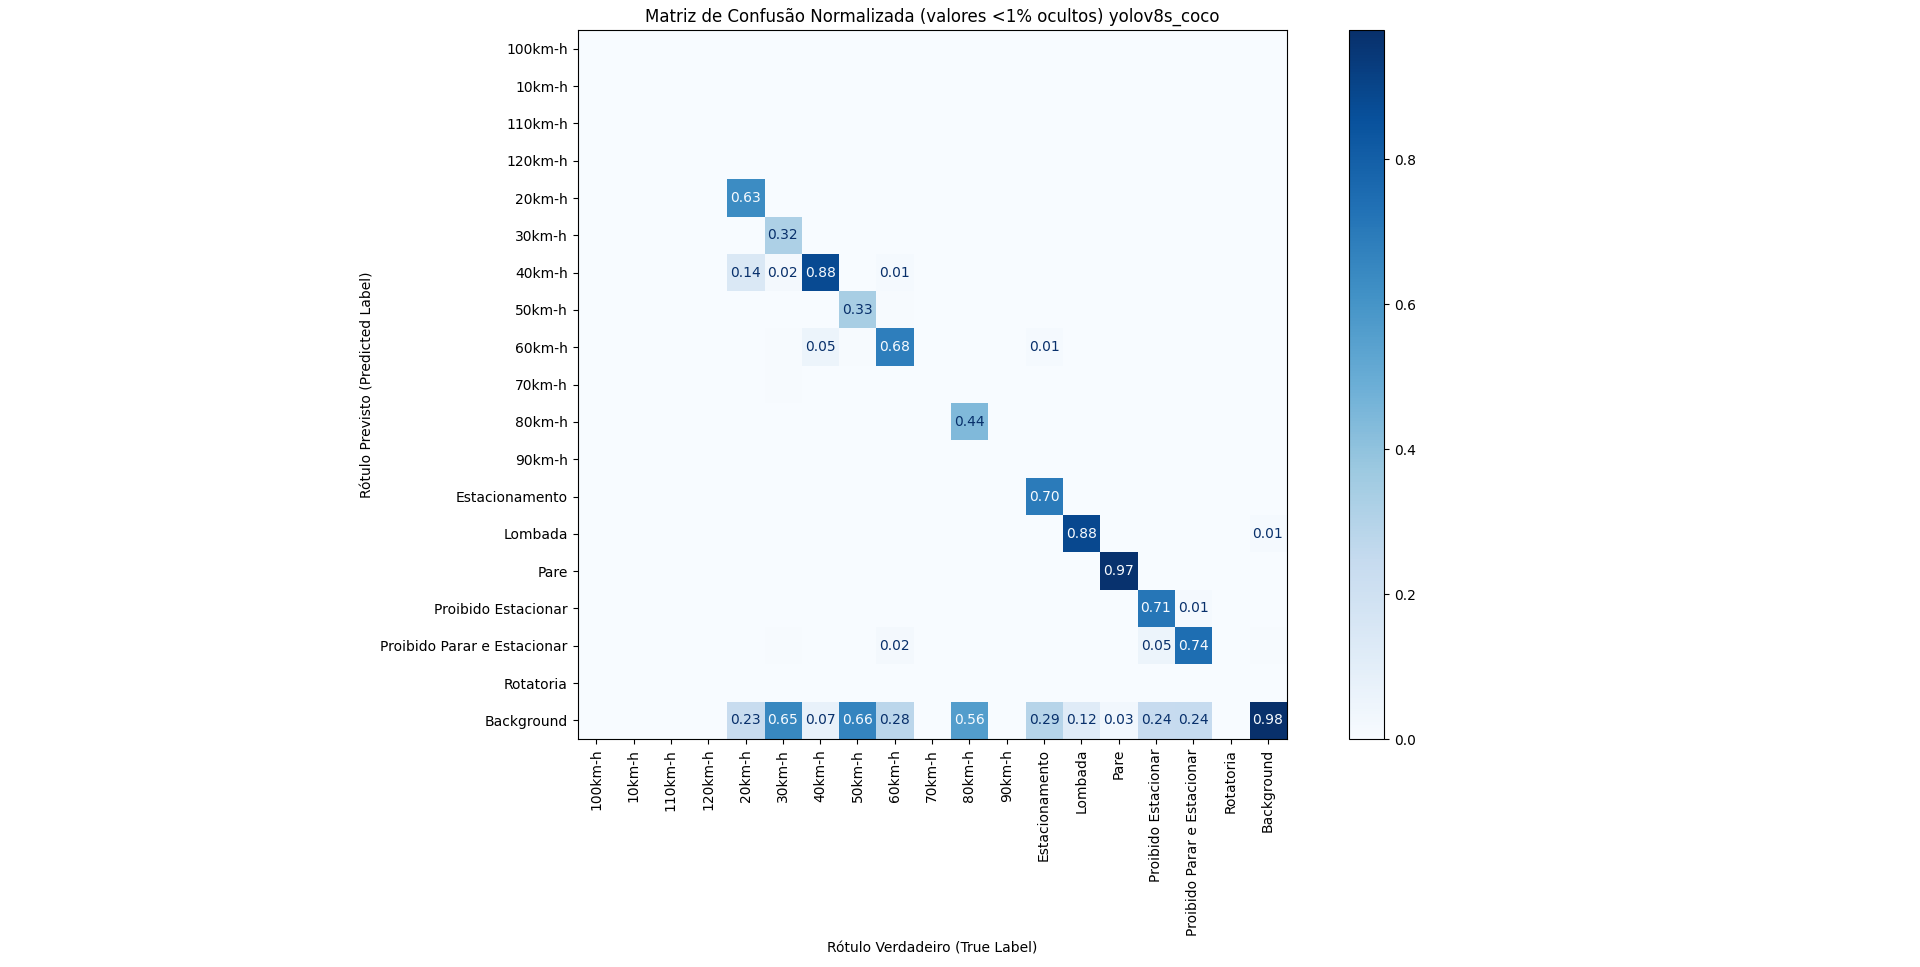 Matriz de Confusão Normalizada (valores <1% ocultos) yolov8s_coco
Rótulo Previsto (Predicted Label)
100km-h
10km-h
110km-h
120km-h
20km-h 0.63
30km-h 0.32
40km-h 0.14 0.02 0.88 0.01
50km-h 0.33
60km-h 0.05 0.68 0.01
70km-h
80km-h 0.44
90km-h
Estacionamento 0.70
Lombada 0.88 0.01
Pare 0.97
Proibido Estacionar 0.71 0.01
Proibido Parar e Estacionar 0.02 0.05 0.74
Rotatoria
Background 0.23 0.65 0.07 0.66 0.28 0.56 0.29 0.12 0.03 0.24 0.24 0.98
100km-h
10km-h
110km-h
120km-h
20km-h
30km-h
40km-h
50km-h
60km-h
70km-h
80km-h
90km-h
Estacionamento
Lombada
Pare
Proibido Estacionar
Proibido Parar e Estacionar
Rotatoria
Background
Rótulo Verdadeiro (True Label)
0.8
0.6
0.4
0.2
0.0